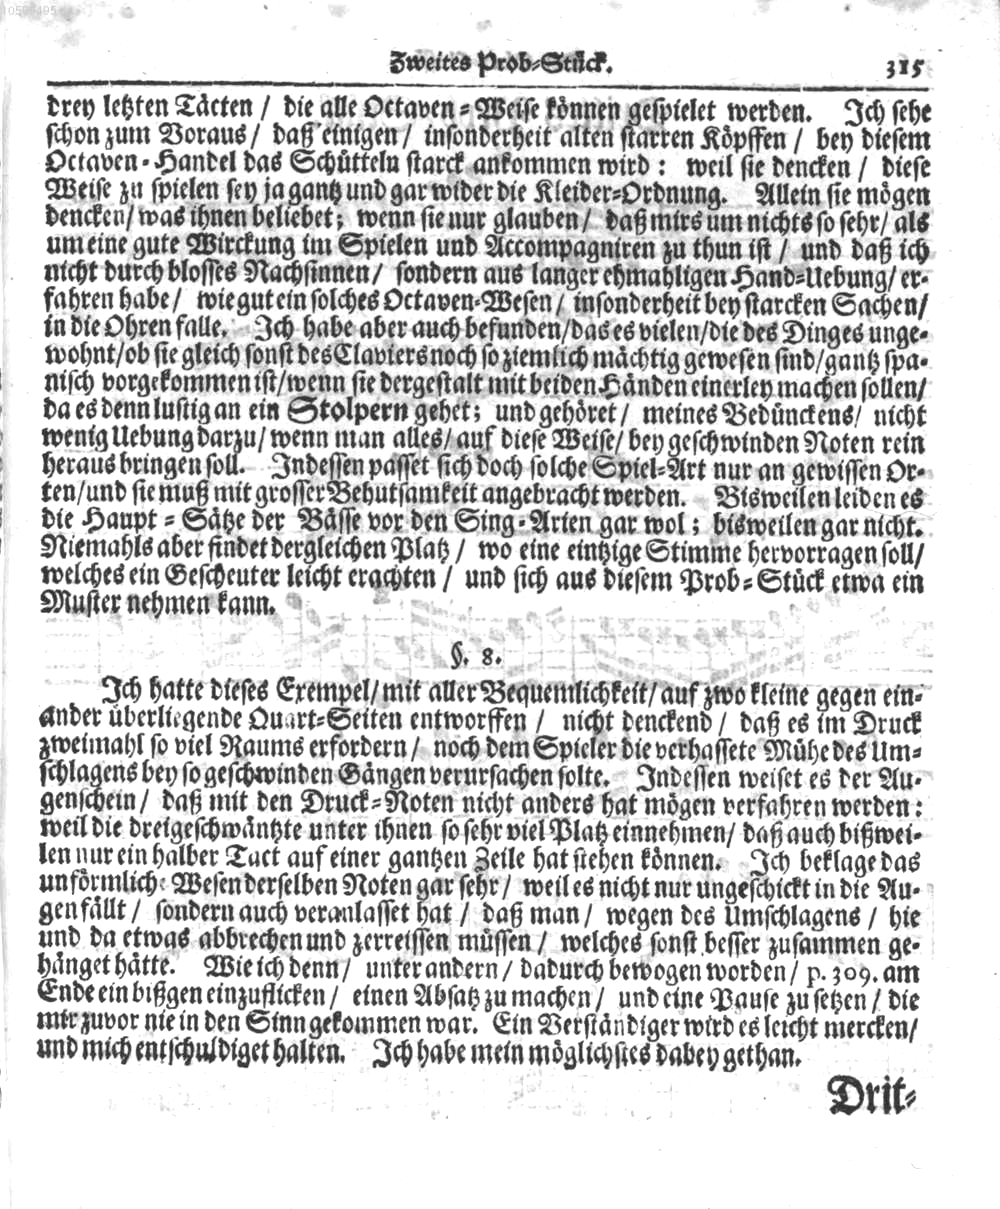 10598495
Zweites Prob-Stück. 315
drey letzten Täcten / die alle Octaven-Weise können gespielet werden. Ich sehe
schon zum Voraus / daß einigen / insonderheit alten starren Köpffen / bey diesem
Octaven-Handel das Schütteln starck ankommen wird: weil sie dencken / diese
Weise zu spielen sey ja gantz und gar wider die Kleider-Ordnung. Allein sie mögen
dencken / was ihnen beliebet; wenn sie nur glauben / daß mirs um nichts so sehr / als
um eine gute Wirckung im Spielen und Accompagniren zu thun ist / und daß ich
nicht durch blosses Nachsinnen / sondern aus langer ehmahligen Hand-Uebung / er-
fahren habe / wie gut ein solches Octaven-Wesen / insonderheit bey starcken Sachen /
in die Ohren falle. Ich habe aber auch befunden / das es vielen / die des Dinges unge-
wohnt / ob sie gleich sonst des Claviers noch so ziemlich mächtig gewesen sind / gantz spa-
nisch vorgekommen ist / wenn sie dergestalt mit beiden Händen einerley machen sollen /
da es denn lustig an ein Stolpern gehet; und gehöret / meines Bedünckens / nicht
wenig Uebung darzu / wenn man alles / auf diese Weise / bey geschwinden Noten rein
heraus bringen soll. Indessen passet sich doch solche Spiel-Art nur an gewissen Or-
ten / und sie muß mit grosser Behutsamkeit angebracht werden. Bisweilen leiden es
die Haupt-Sätze der Bässe vor den Sing-Arien gar wol; bisweilen gar nicht.
Niemahls aber findet dergleichen Platz / wo eine eintzige Stimme hervorragen soll /
welches ein Gescheuter leicht erachten / und sich aus diesem Prob-Stück etwa ein
Muster nehmen kann.
§. 8.
Ich hatte dieses Exempel / mit aller Bequemlichkeit / auf zwo kleine gegen ein-
ander überliegende Quart-Seiten entworffen / nicht denckend / daß es im Druck
zweimahl so viel Raums erfordern / noch dem Spieler die verhassete Mühe des Um-
schlagens bey so geschwinden Gängen verursachen solte. Indessen weiset es der Au-
genschein / daß mit den Druck-Noten nicht anders hat mögen verfahren werden:
weil die dreigeschwäntzte unter ihnen so sehr viel Platz einnehmen / daß auch bißwei-
len nur ein halber Tact auf einer gantzen Zeile hat stehen können. Ich beklage das
unförmliche Wesen derselben Noten gar sehr / weil es nicht nur ungeschickt in die Au-
gen fällt / sondern auch veranlasset hat / daß man / wegen des Umschlagens / hie
und da etwas abbrechen und zerreissen müssen / welches sonst besser zusammen ge-
hänget hätte. Wie ich denn / unter andern / dadurch bewogen worden / p. 309. am
Ende ein bißgen einzuflicken / einen Absatz zu machen / und eine Pause zu setzen / die
mir zuvor nie in den Sinn gekommen war. Ein Verständiger wird es leicht mercken /
und mich entschuldiget halten. Ich habe mein möglichstes dabey gethan.
Drit-